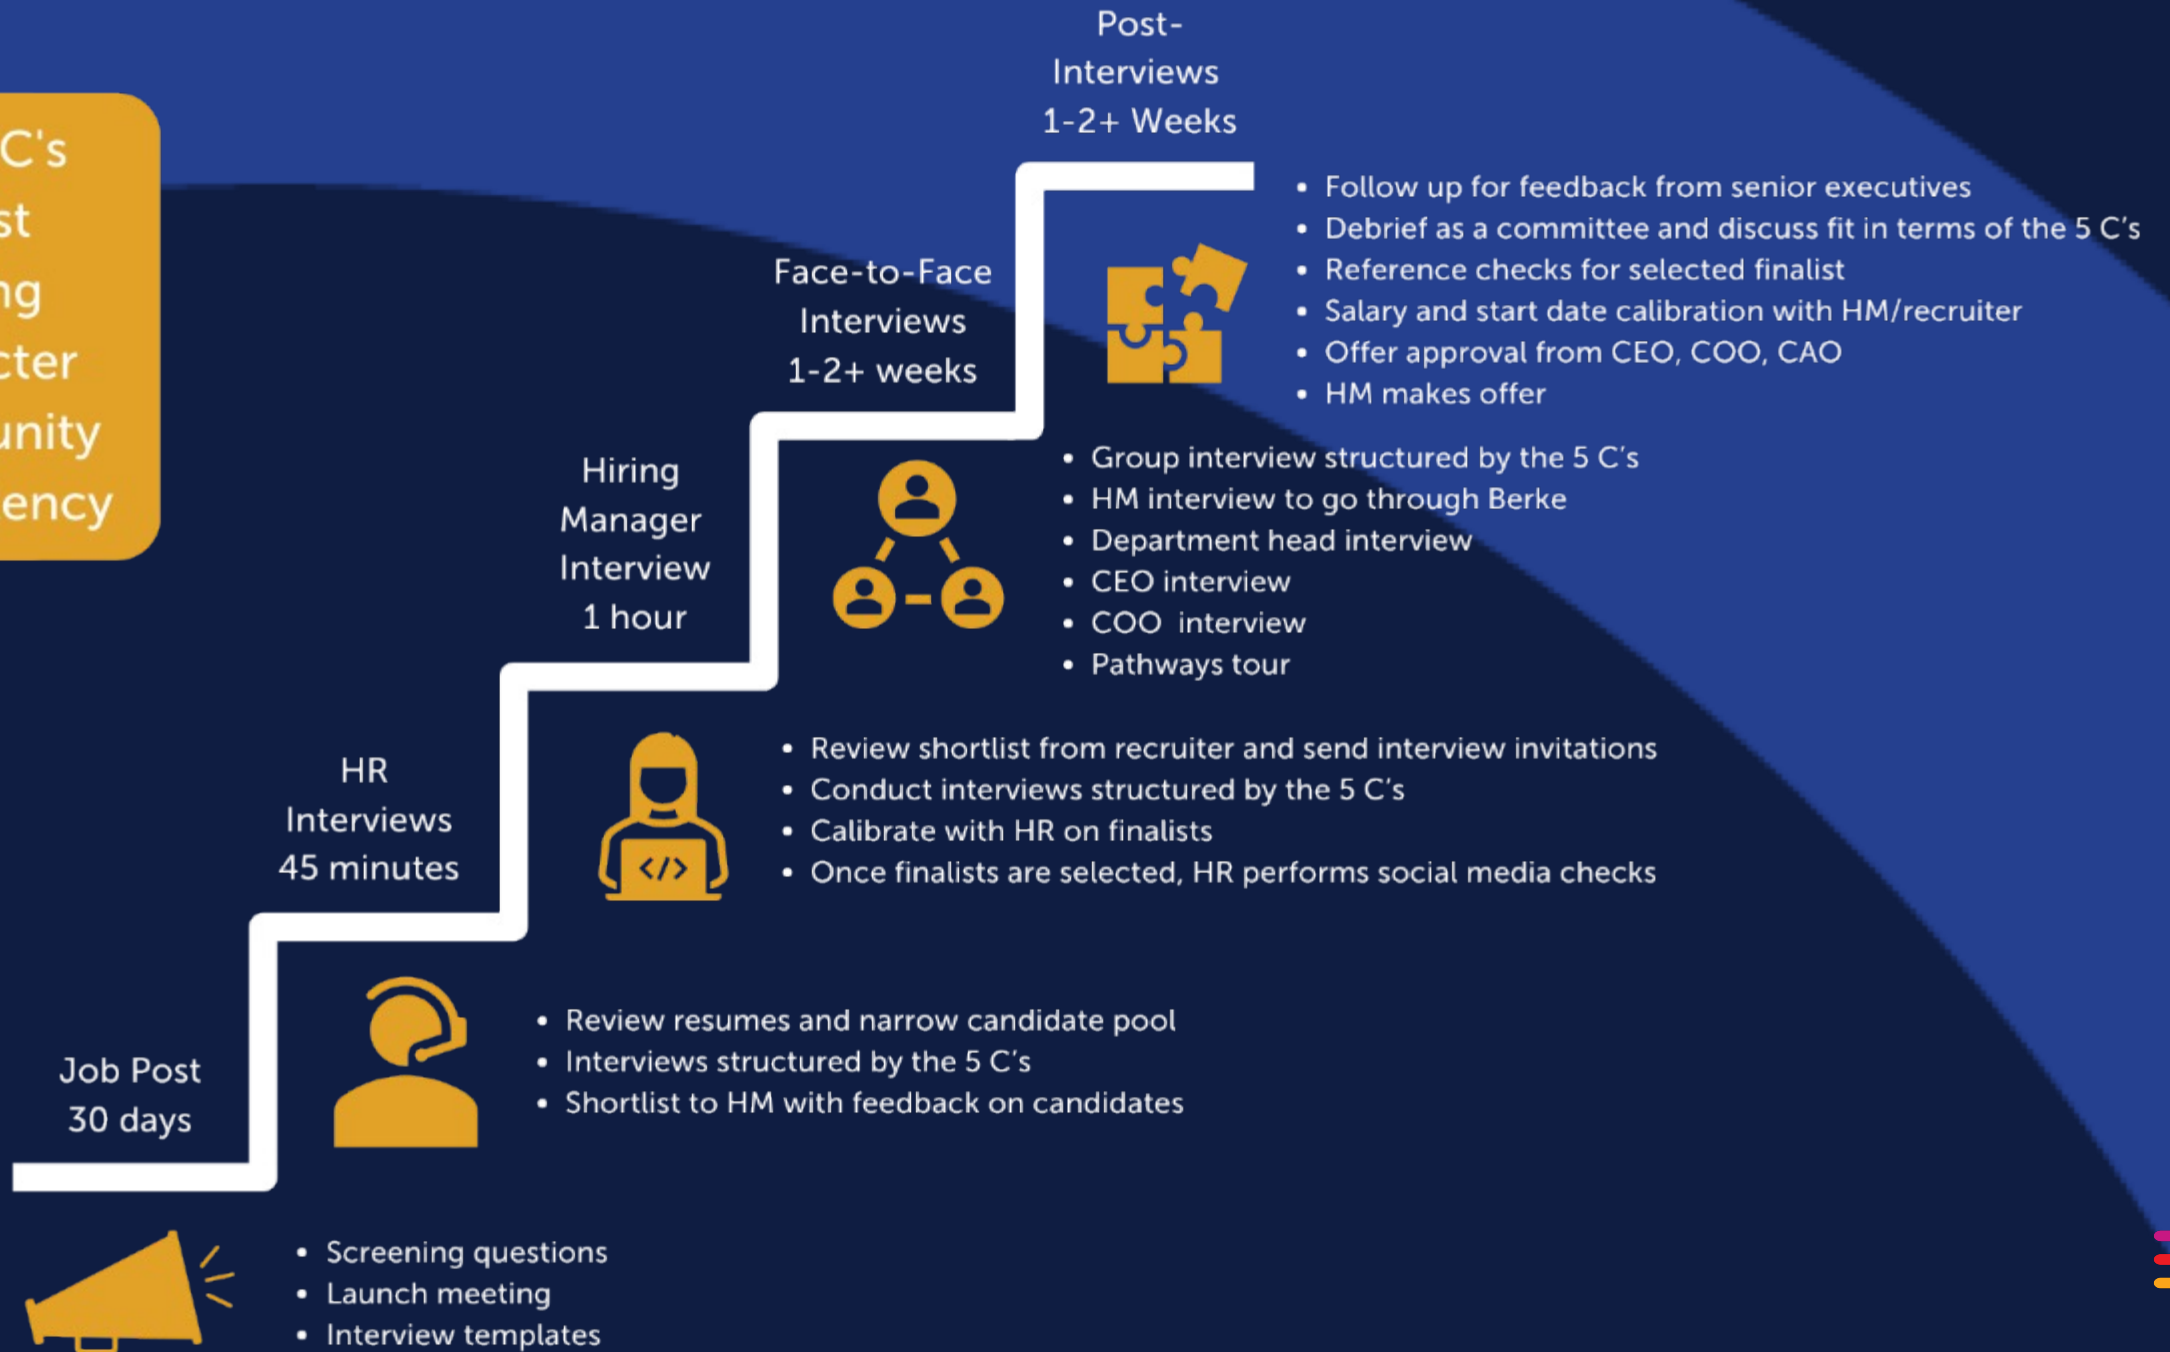 Post-
Interviews
1-2+ Weeks
C's
st
ng
cter
unity
ency
Follow up for feedback from senior executives
Debrief as a committee and discuss fit in terms of the 5 C's
Reference checks for selected finalist
Salary and start date calibration with HM/recruiter
Offer approval from CEO, COO, CAO
HM makes offer
Face-to-Face
Interviews
1-2+ weeks
Group interview structured by the 5 C's
HM interview to go through Berke
Department head interview
CEO interview
COO interview
Pathways tour
Hiring
Manager
Interview
1 hour
Review shortlist from recruiter and send interview invitations
Conduct interviews structured by the 5 C's
Calibrate with HR on finalists
Once finalists are selected, HR performs social media checks
</>
HR
Interviews
45 minutes
Review resumes and narrow candidate pool
Interviews structured by the 5 C's
Shortlist to HM with feedback on candidates
Job Post
30 days
Screening questions
Launch meeting
Interview templates